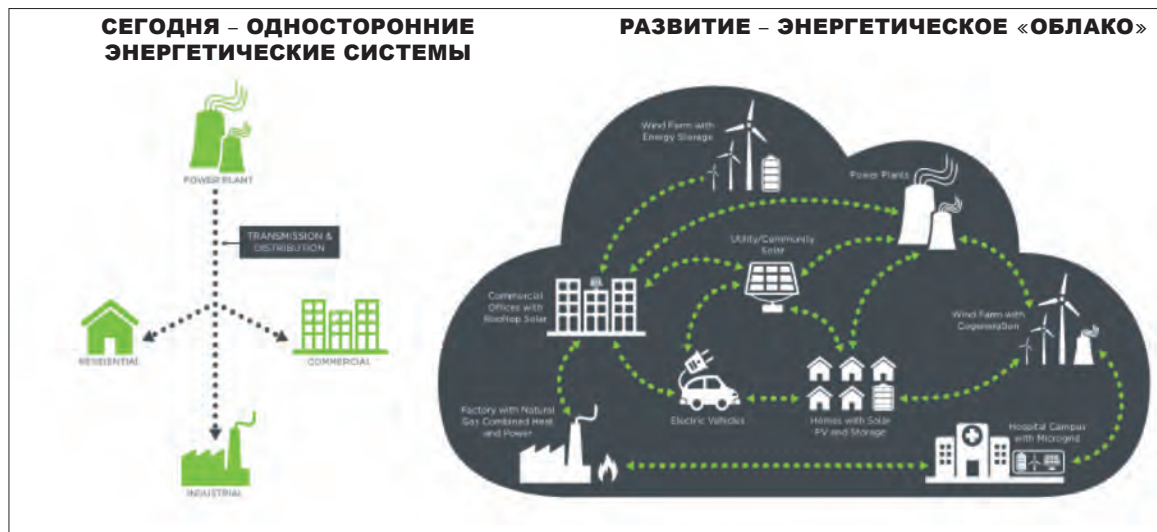 СЕГОДНЯ – ОДНОСТОРОННИЕ
ЭНЕРГЕТИЧЕСКИЕ СИСТЕМЫ
POWER PLANT
TRANSMISSION &
DISTRIBUTION
RESIDENTIAL
COMMERCIAL
INDUSTRIAL
РАЗВИТИЕ – ЭНЕРГЕТИЧЕСКОЕ «ОБЛАКО»
Wind Farm with
Energy Storage
Power Plants
Utility/Community
Solar
Commercial
Offices with
Rooftop Solar
Wind Farm with
Cogeneration
Factory with Natural
Gas Combined Heat
and Power
Electric Vehicles
Homes with Solar
PV and Storage
Hospital Campus
with Microgrid